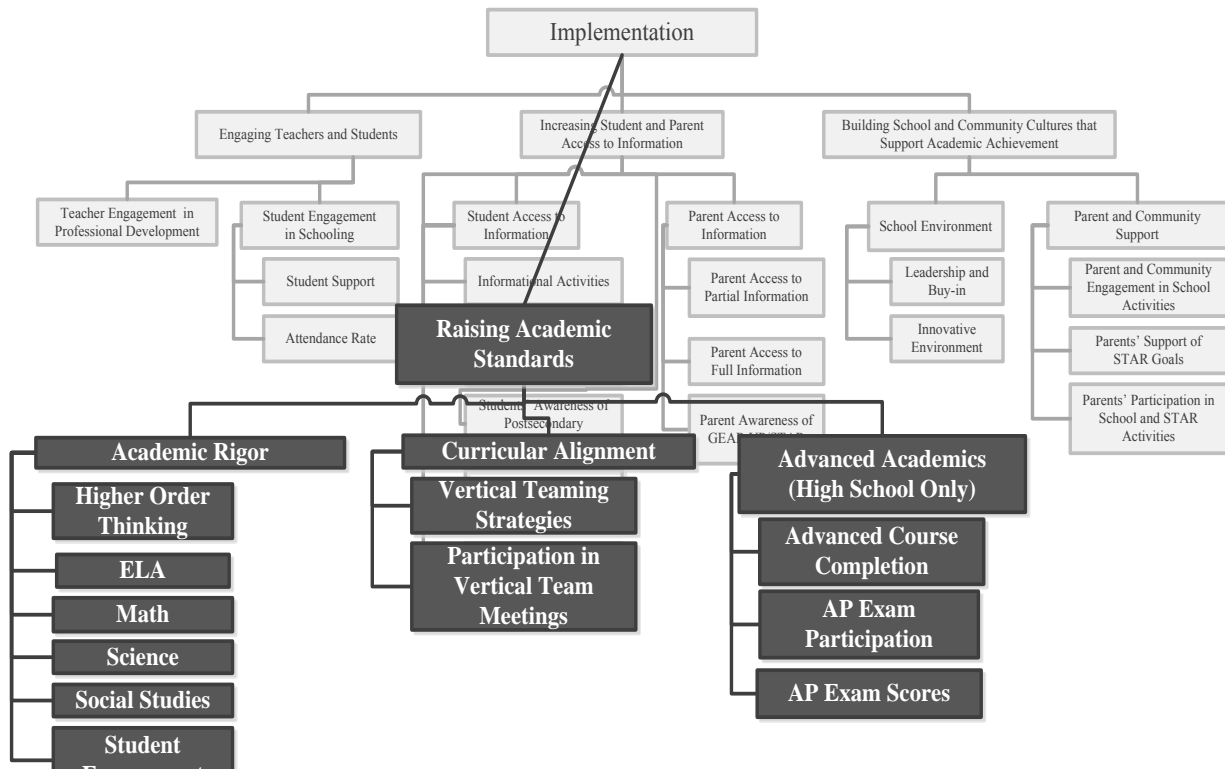 Implementation
Engaging Teachers and Students
Increasing Student and Parent
Access to Information
Building School and Community Cultures that
Support Academic Achievement
Teacher Engagement in
Professional Development
Student Engagement
in Schooling
Student Support
Attendance Rate
Student Access to
Information
Informational Activities
Parent Access to
Information
Parent Access to
Partial Information
Parent Access to
Full Information
Students' Awareness of
Postsecondary
Parent Awareness of
School Environment
Leadership and
Buy-in
Innovative
Environment
Parent and Community
Support
Parent and Community
Engagement in School
Activities
Parents’ Support of
STAR Goals
Parents’ Participation in
School and STAR
Activities
Raising Academic
Standards
Academic Rigor
Higher Order
Thinking
ELA
Math
Science
Social Studies
Student
Curricular Alignment
Vertical Teaming
Strategies
Participation in
Vertical Team
Meetings
Advanced Academics
(High School Only)
Advanced Course
Completion
AP Exam
Participation
AP Exam Scores